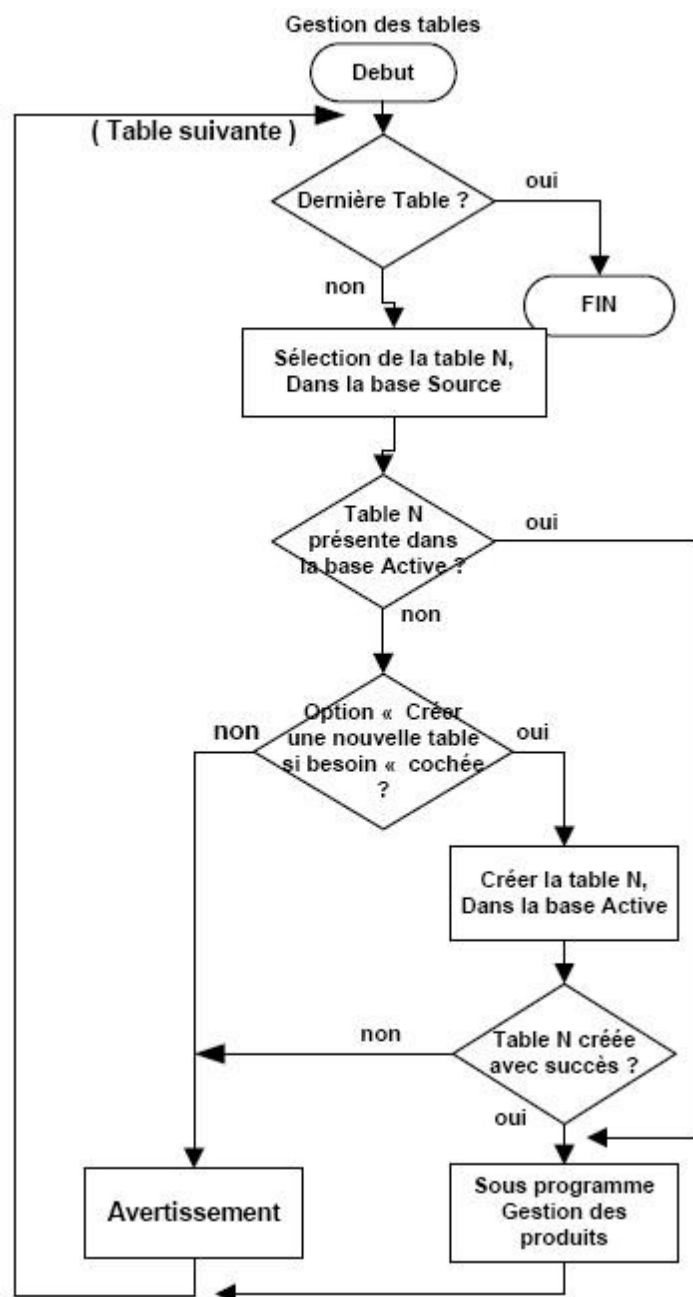 Gestion des tables
Debut
( Table suivante )
Dernière Table ?
oui
non
FIN
Sélection de la table N,
Dans la base Source
Table N
présente dans
la base Active ?
oui
non
Option « Créer
une nouvelle table
si besoin « cochée
?
non
oui
Créer la table N,
Dans la base Active
Table N créée
avec succès ?
non
oui
Avertissement
Sous programme
Gestion des
produits